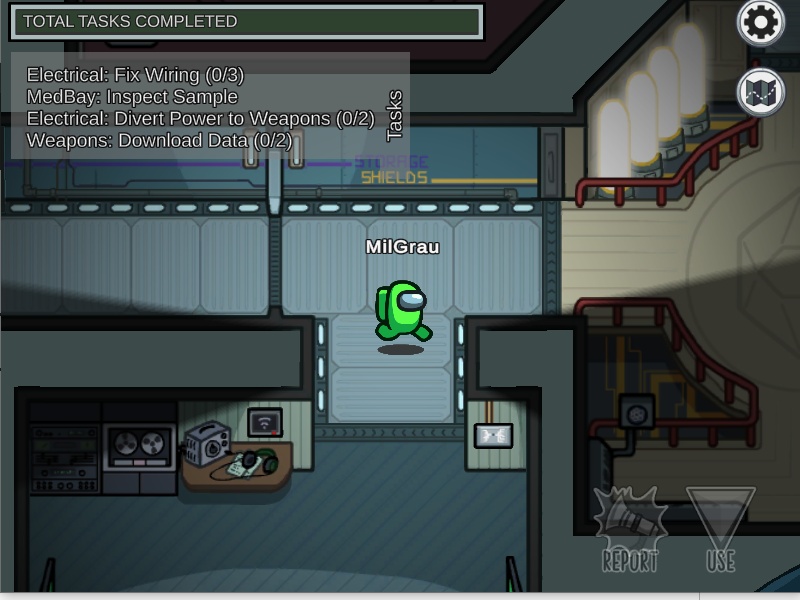 TOTAL TASKS COMPLETED
Electrical: Fix Wiring (0/3)
MedBay: Inspect Sample
Electrical: Divert Power to Weapons (0/2)
Weapons: Download Data (0/2)
Tasks
STORAGE
SHIELDS
MilGrau
REPORT
USE